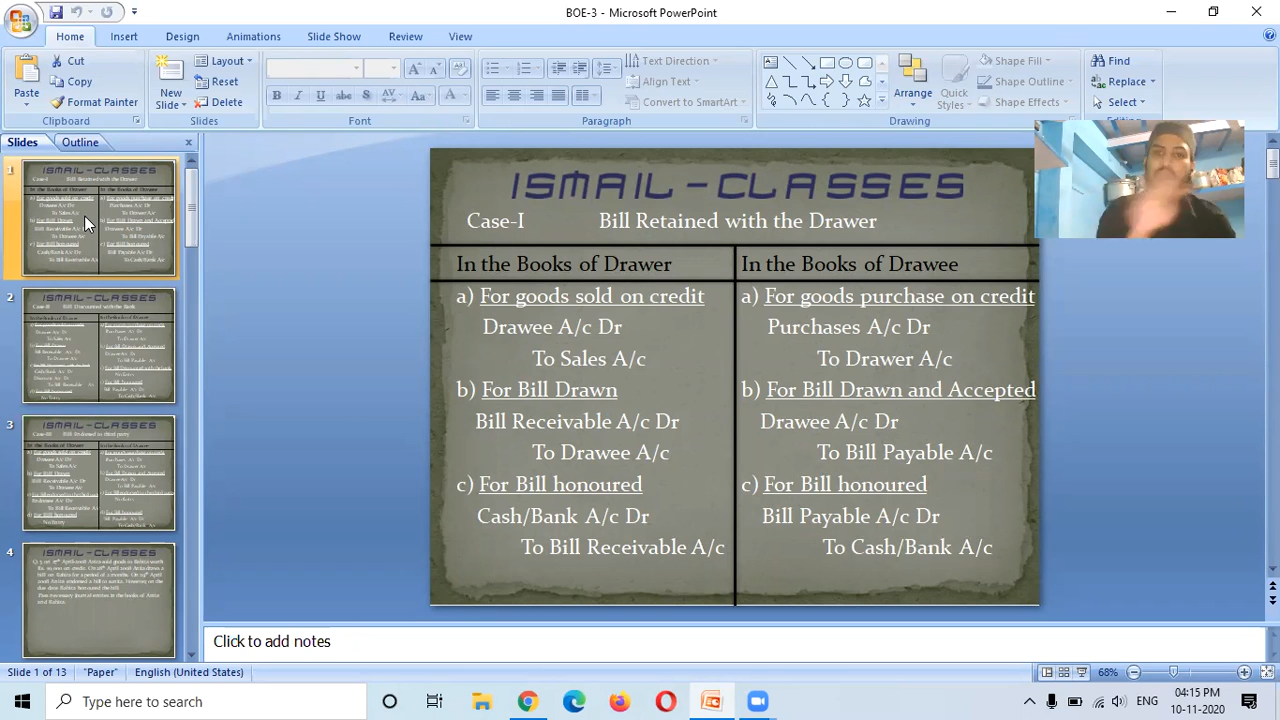 BOE-3 - Microsoft PowerPoint
Home Insert Design Animations Slide Show Review View
Paste
Cut
Copy
Format Painter
Clipboard
New Slide
Layout
Reset
Delete
Slides
B I U abc S AV Aa A
Font
Text Direction
Align Text
Convert to SmartArt
Paragraph
Arrange
Quick Styles
Shape Fill
Shape Outline
Shape Effects
Drawing
Find
Replace
Select
Slides Outline
1
2
3
4
ISMAIL-CLASSES
Case-I Bill Retained with the Drawer
In the Books of Drawer
a) For goods sold on credit
Drawee A/c Dr
To Sales A/c
b) For Bill Drawn
Bill Receivable A/c Dr
To Drawee A/c
c) For Bill honoured
Cash/Bank A/c Dr
To Bill Receivable A/c
In the Books of Drawee
a) For goods purchase on credit
Purchases A/c Dr
To Drawer A/c
b) For Bill Drawn and Accepted
Drawee A/c Dr
To Bill Payable A/c
c) For Bill honoured
Bill Payable A/c Dr
To Cash/Bank A/c
Click to add notes
Slide 1 of 13 "Paper" English (United States) 68%
Type here to search
ENG
04:15 PM
10-11-2020